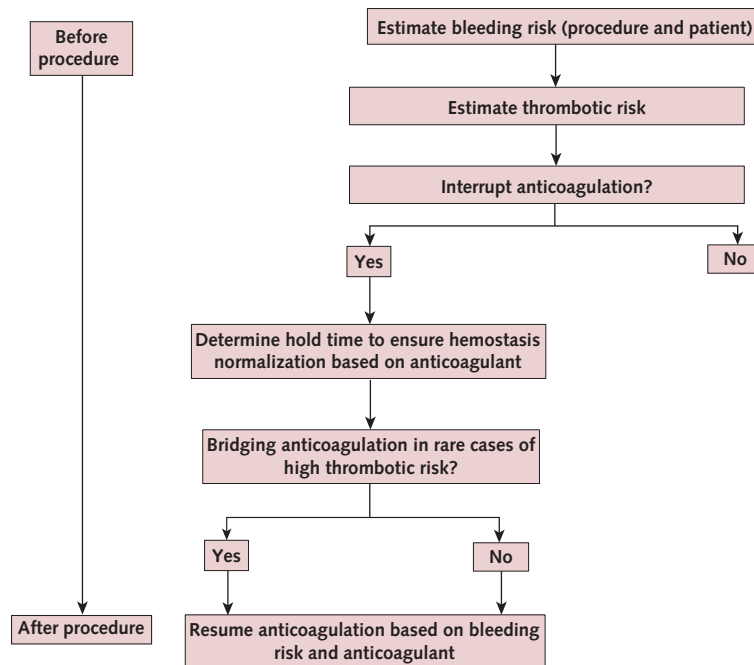 Before
procedure
Estimate bleeding risk (procedure and patient)
Estimate thrombotic risk
Interrupt anticoagulation?
Yes
No
Determine hold time to ensure hemostasis
normalization based on anticoagulant
Bridging anticoagulation in rare cases of
high thrombotic risk?
Yes
No
After procedure
Resume anticoagulation based on bleeding
risk and anticoagulant